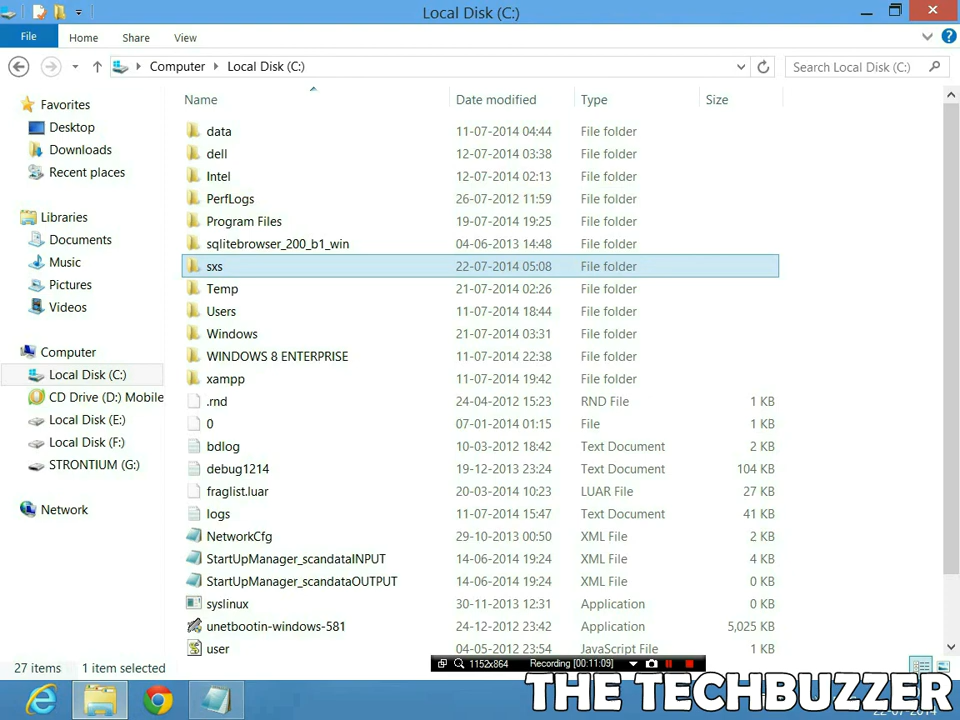 Local Disk (C:)
File Home Share View
Computer Local Disk (C:) Search Local Disk (C:)
Name Date modified Type Size
Favorites
Desktop
Downloads
Recent places
Libraries
Documents
Music
Pictures
Videos
Computer
Local Disk (C:)
CD Drive (D:) Mobile
Local Disk (E:)
Local Disk (F:)
STRONTIUM (G:)
Network
data 11-07-2014 04:44 File folder
dell 12-07-2014 03:38 File folder
Intel 12-07-2014 02:13 File folder
PerfLogs 26-07-2012 11:59 File folder
Program Files 19-07-2014 19:25 File folder
sqlitebrowser_200_b1_win 04-06-2013 14:48 File folder
sxs 22-07-2014 05:08 File folder
Temp 21-07-2014 02:26 File folder
Users 11-07-2014 18:44 File folder
Windows 21-07-2014 03:31 File folder
WINDOWS 8 ENTERPRISE 11-07-2014 22:38 File folder
xampp 11-07-2014 19:42 File folder
.rnd 24-04-2012 15:23 RND File 1 KB
0 07-01-2014 01:15 File 1 KB
bdlog 10-03-2012 18:42 Text Document 2 KB
debug1214 19-12-2013 23:24 Text Document 104 KB
fraglist.luar 20-03-2014 10:23 LUAR File 27 KB
logs 11-07-2014 15:47 Text Document 41 KB
NetworkCfg 29-10-2013 00:50 XML File 2 KB
StartUpManager_scandataINPUT 14-06-2014 19:24 XML File 4 KB
StartUpManager_scandataOUTPUT 14-06-2014 19:24 XML File 0 KB
syslinux 30-11-2013 12:31 Application 0 KB
unetbootin-windows-581 24-12-2012 23:42 Application 5,025 KB
user 04-05-2012 23:54 JavaScript File 1 KB
27 items 1 item selected
1152x864 Recording [00:11:09]
THE TECHBUZZER